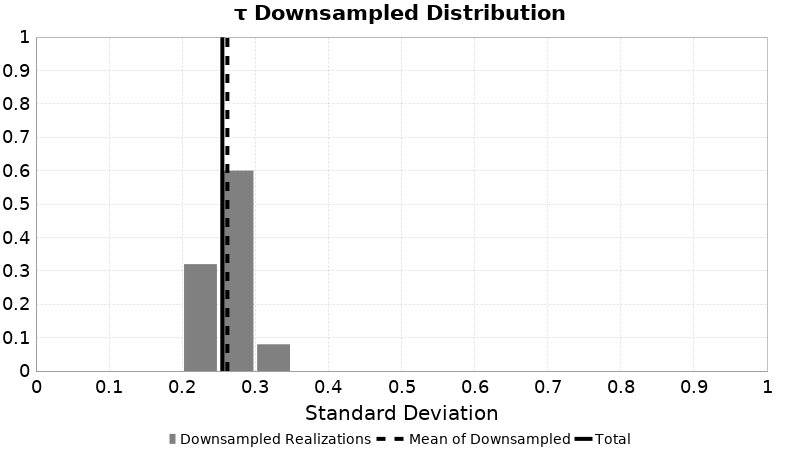 τ Downsampled Distribution
1
0.9
0.8
0.7
0.6
0.5
0.4
0.3
0.2
0.1
0
0 0.1 0.2 0.3 0.4 0.5 0.6 0.7 0.8 0.9 1
Standard Deviation
Downsampled Realizations Mean of Downsampled Total